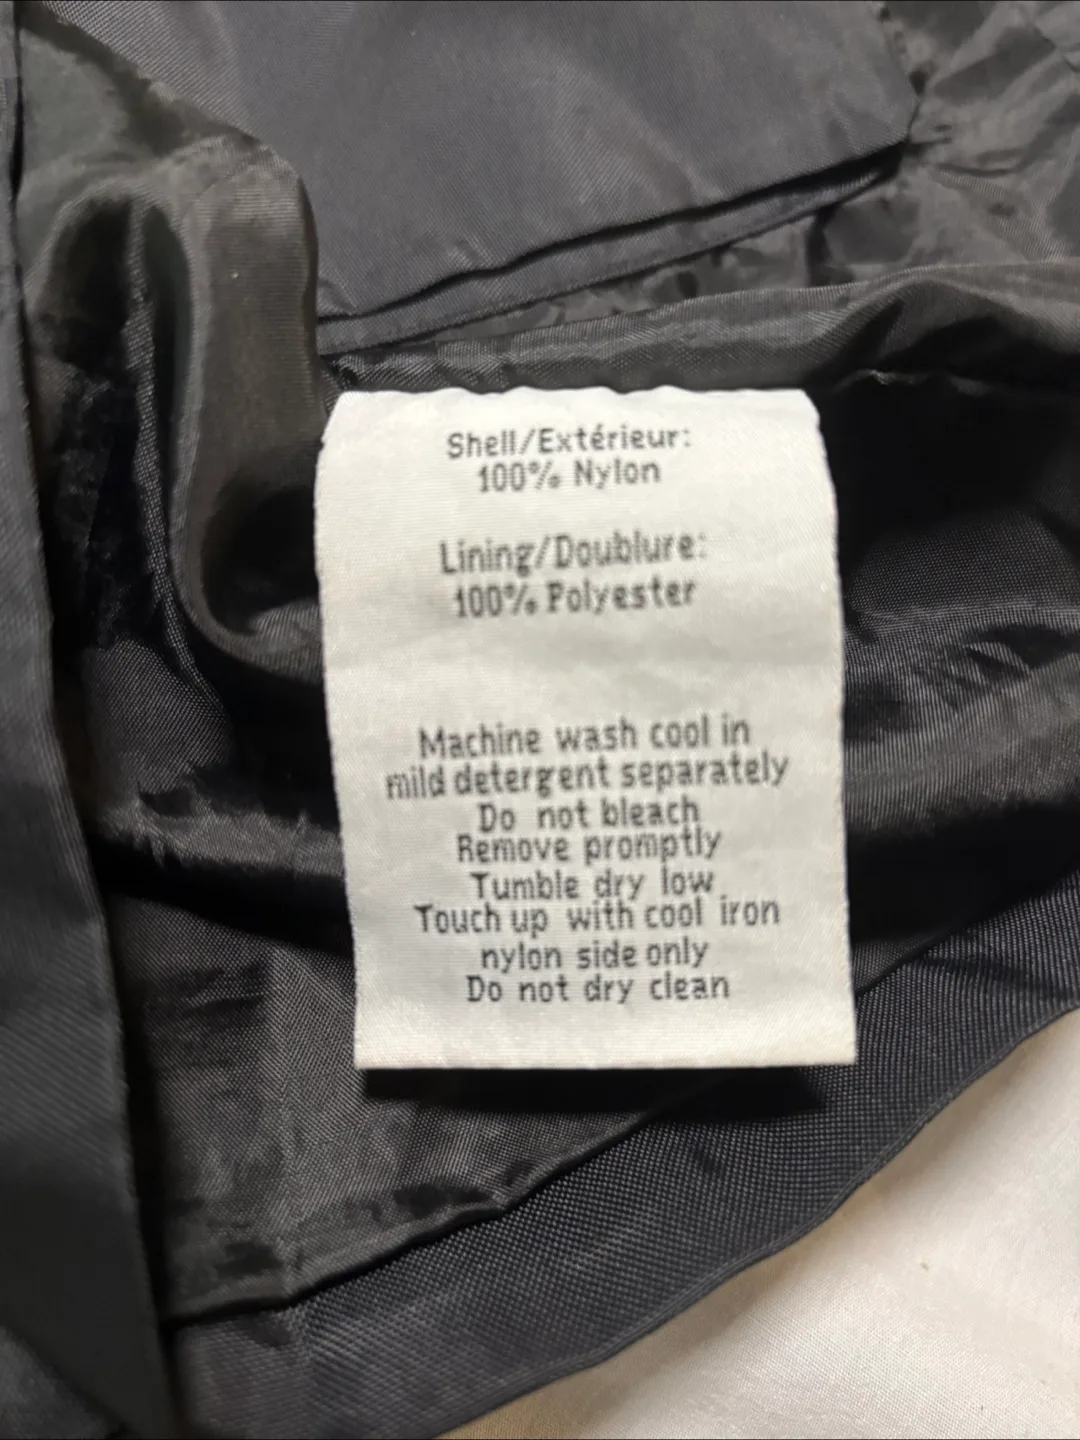 Shell/Extérieur:
100% Nylon
Lining/Doublure:
100% Polyester
Machine wash cool in
mild detergent separately
Do not bleach
Remove promptly
Tumble dry low
Touch up with cool iron
nylon side only
Do not dry clean